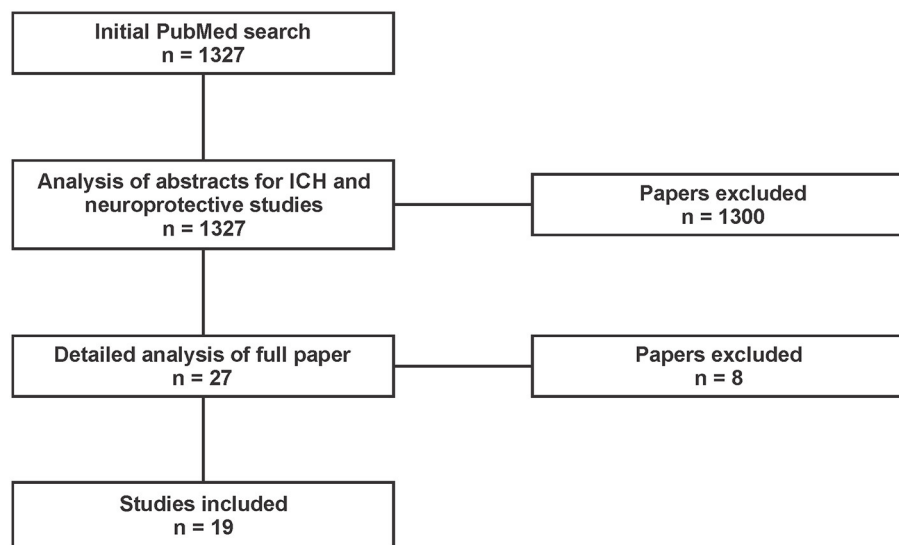 Initial PubMed search
n = 1327
Analysis of abstracts for ICH and
neuroprotective studies
n = 1327
Papers excluded
n = 1300
Detailed analysis of full paper
n = 27
Papers excluded
n = 8
Studies included
n = 19